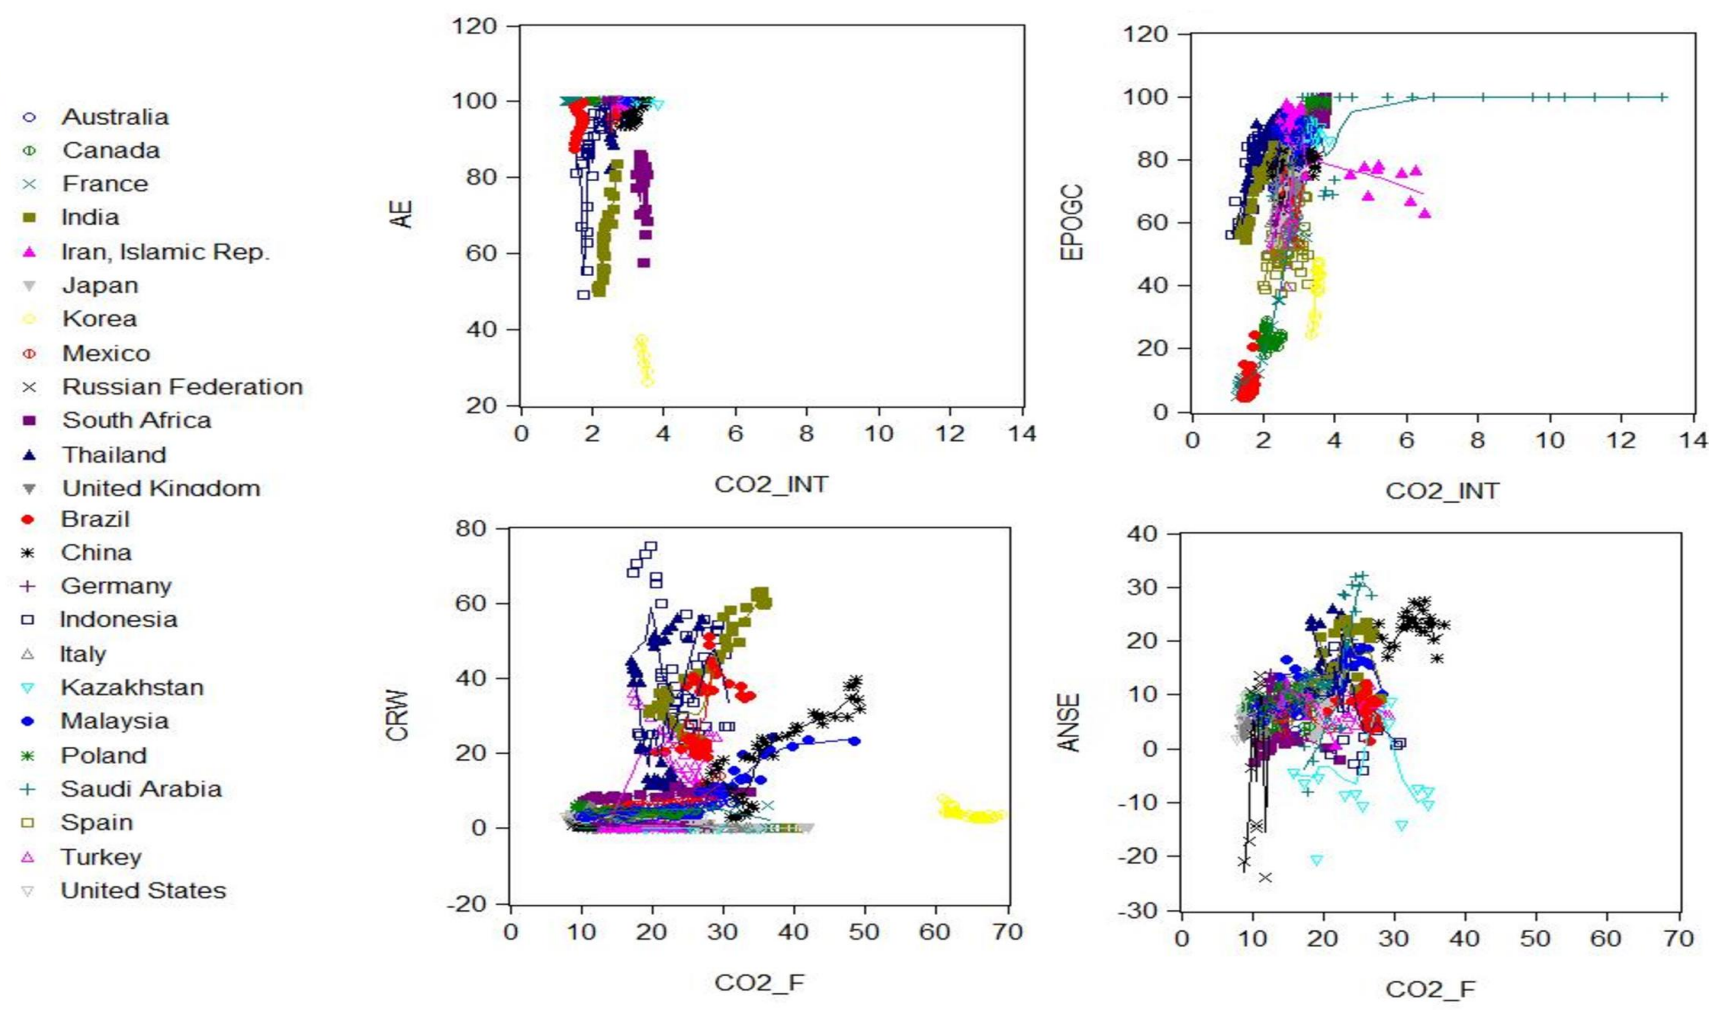 Australia
Canada
France
India
Iran, Islamic Rep.
Japan
Korea
Mexico
Russian Federation
South Africa
Thailand
United Kingdom
Brazil
China
Germany
Indonesia
Italy
Kazakhstan
Malaysia
Poland
Saudi Arabia
Spain
Turkey
United States
120
100
80
60
40
20
AE
0 2 4 6 8 10 12 14
CO2_INT
120
100
80
60
40
20
0
EPOGC
0 2 4 6 8 10 12 14
CO2_INT
80
60
40
20
0
-20
CRW
0 10 20 30 40 50 60 70
CO2_F
40
30
20
10
0
-10
-20
-30
ANSE
0 10 20 30 40 50 60 70
CO2_F